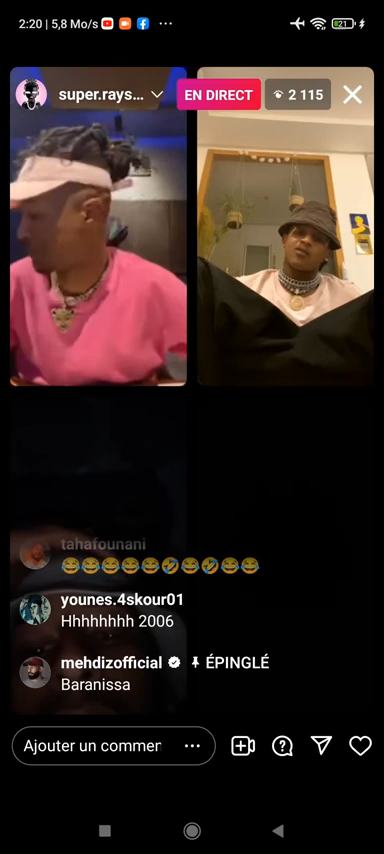 2:20 | 5,8 Mo/s
21
super.rays...
EN DIRECT
2 115
tahafounani
😂😂😂😂😂🤣😂🤣😂😂
younes.4skour01
Hhhhhhhh 2006
mehdizofficial ÉPINGLÉ
Baranissa
Ajouter un commen